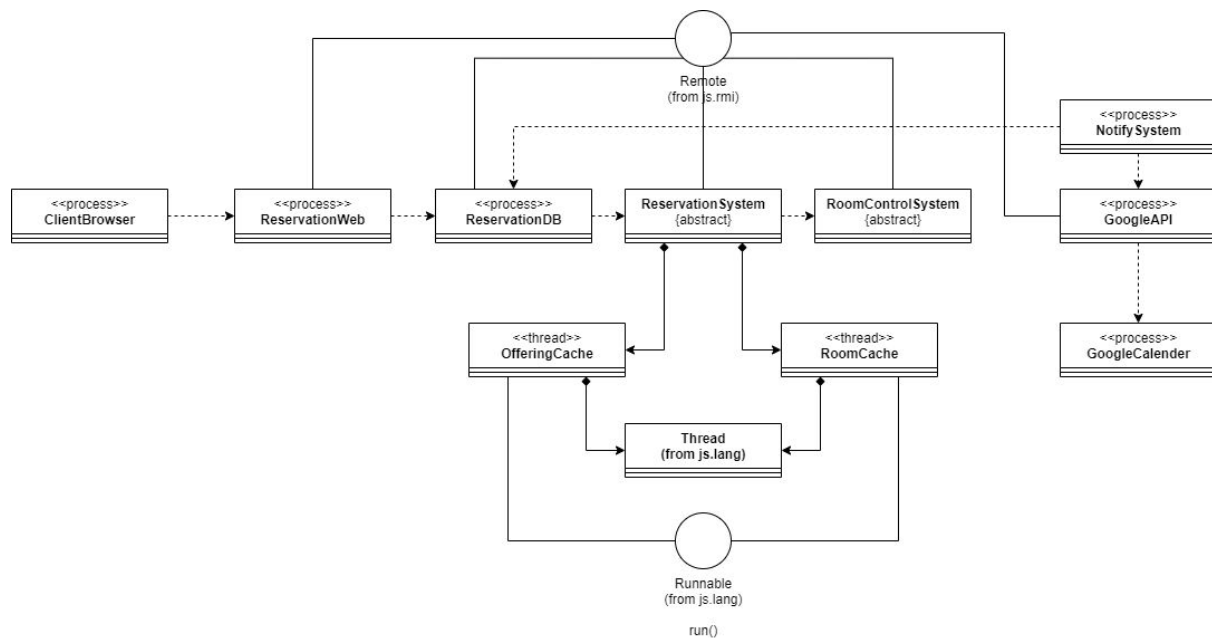 Remote
(from js.rmi)
<<process>>
NotifySystem
<<process>>
ClientBrowser
<<process>>
ReservationWeb
<<process>>
ReservationDB
ReservationSystem
{abstract}
RoomControlSystem
{abstract}
<<process>>
GoogleAPI
<<thread>>
OfferingCache
<<thread>>
RoomCache
<<process>>
GoogleCalender
Thread
(from js.lang)
Runnable
(from js.lang)
run()